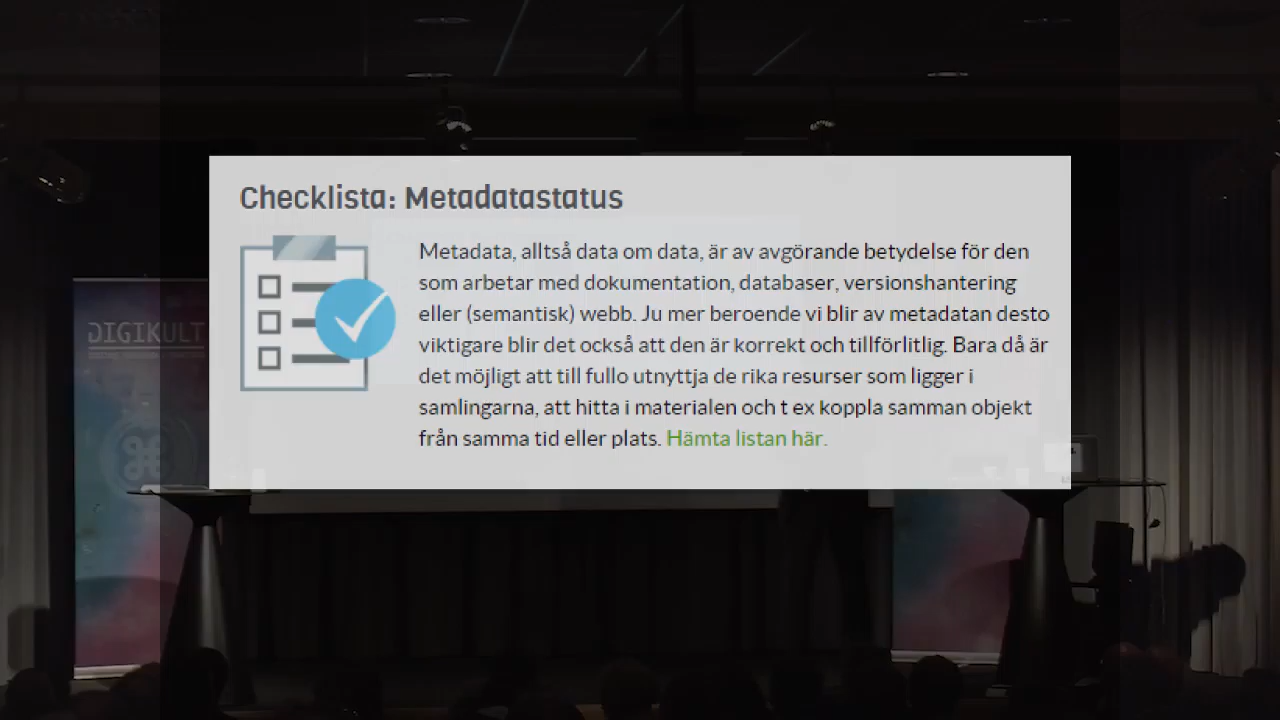 Checklista: Metadatastatus
Metadata, alltså data om data, är av avgörande betydelse för den
som arbetar med dokumentation, databaser, versionshantering
eller (semantisk) webb. Ju mer beroende vi blir av metadatan desto
viktigare blir det också att den är korrekt och tillförlitlig. Bara då är
det möjligt att till fullo utnyttja de rika resurser som ligger i
samlingarna, att hitta i materialen och t ex koppla samman objekt
från samma tid eller plats. Hämta listan här.
DIGIKULT